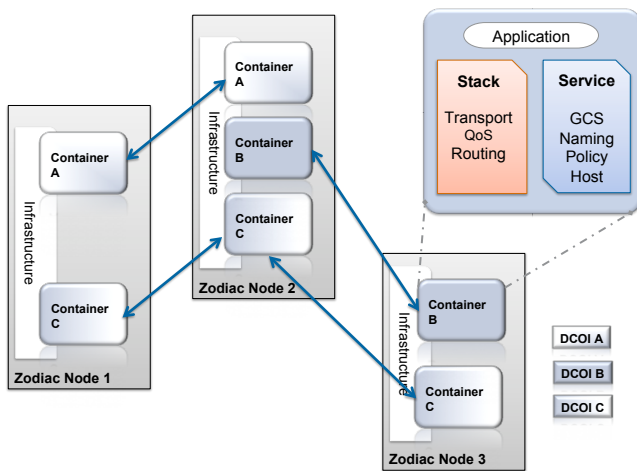 Application
Stack
Transport
QoS
Routing
Service
GCS
Naming
Policy
Host
Container
A
Container
B
Container
C
Infrastructure
Zodiac Node 2
Container
A
Container
C
Infrastructure
Zodiac Node 1
Container
B
Container
C
Infrastructure
Zodiac Node 3
DCOI A
DCOI B
DCOI C